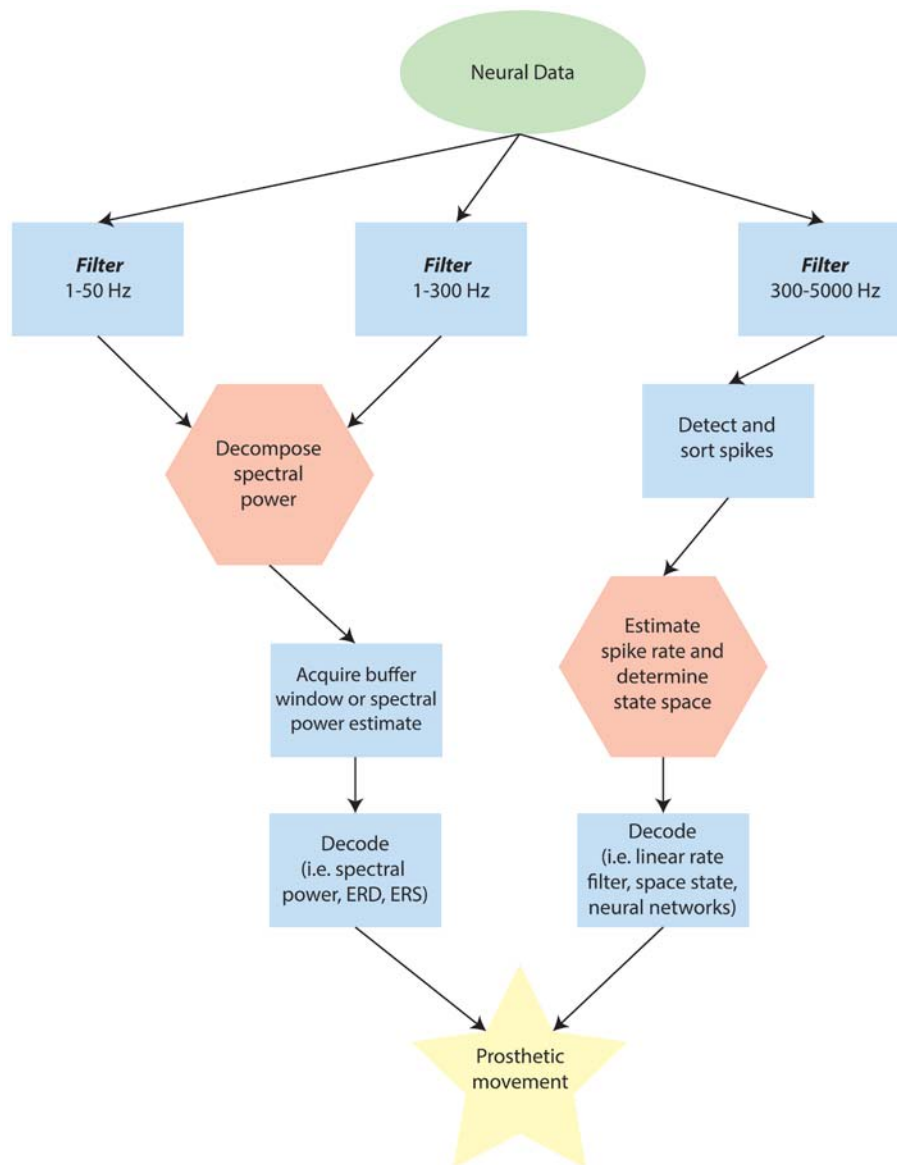 Neural Data
Filter
1-50 Hz
Filter
1-300 Hz
Filter
300-5000 Hz
Decompose
spectral
power
Detect and
sort spikes
Acquire buffer
window or spectral
power estimate
Estimate
spike rate and
determine
state space
Decode
(i.e. spectral
power, ERD, ERS)
Decode
(i.e. linear rate
filter, space state,
neural networks)
Prosthetic
movement